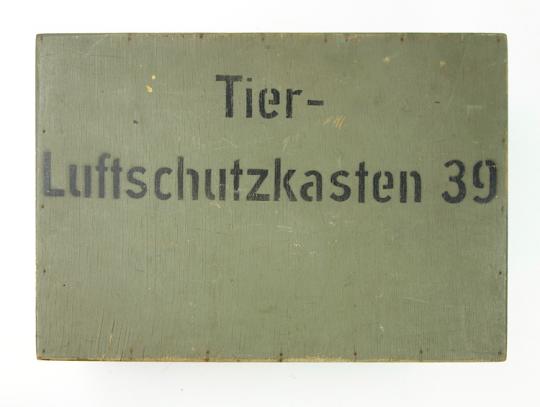 Tier-
Luftschutzkasten 39